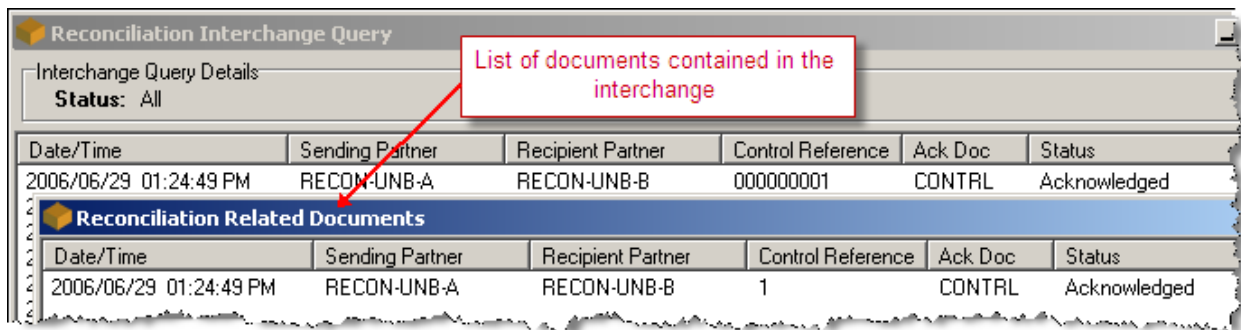 Reconciliation Interchange Query
List of documents contained in the
interchange
Interchange Query Details
Status: All
Date/Time Sending Partner Recipient Partner Control Reference Ack Doc Status
2006/06/29 01:24:49 PM RECON-UNB-A RECON-UNB-B 000000001 CONTRL Acknowledged
Reconciliation Related Documents
Date/Time Sending Partner Recipient Partner Control Reference Ack Doc Status
2006/06/29 01:24:49 PM RECON-UNB-A RECON-UNB-B 1 CONTRL Acknowledged